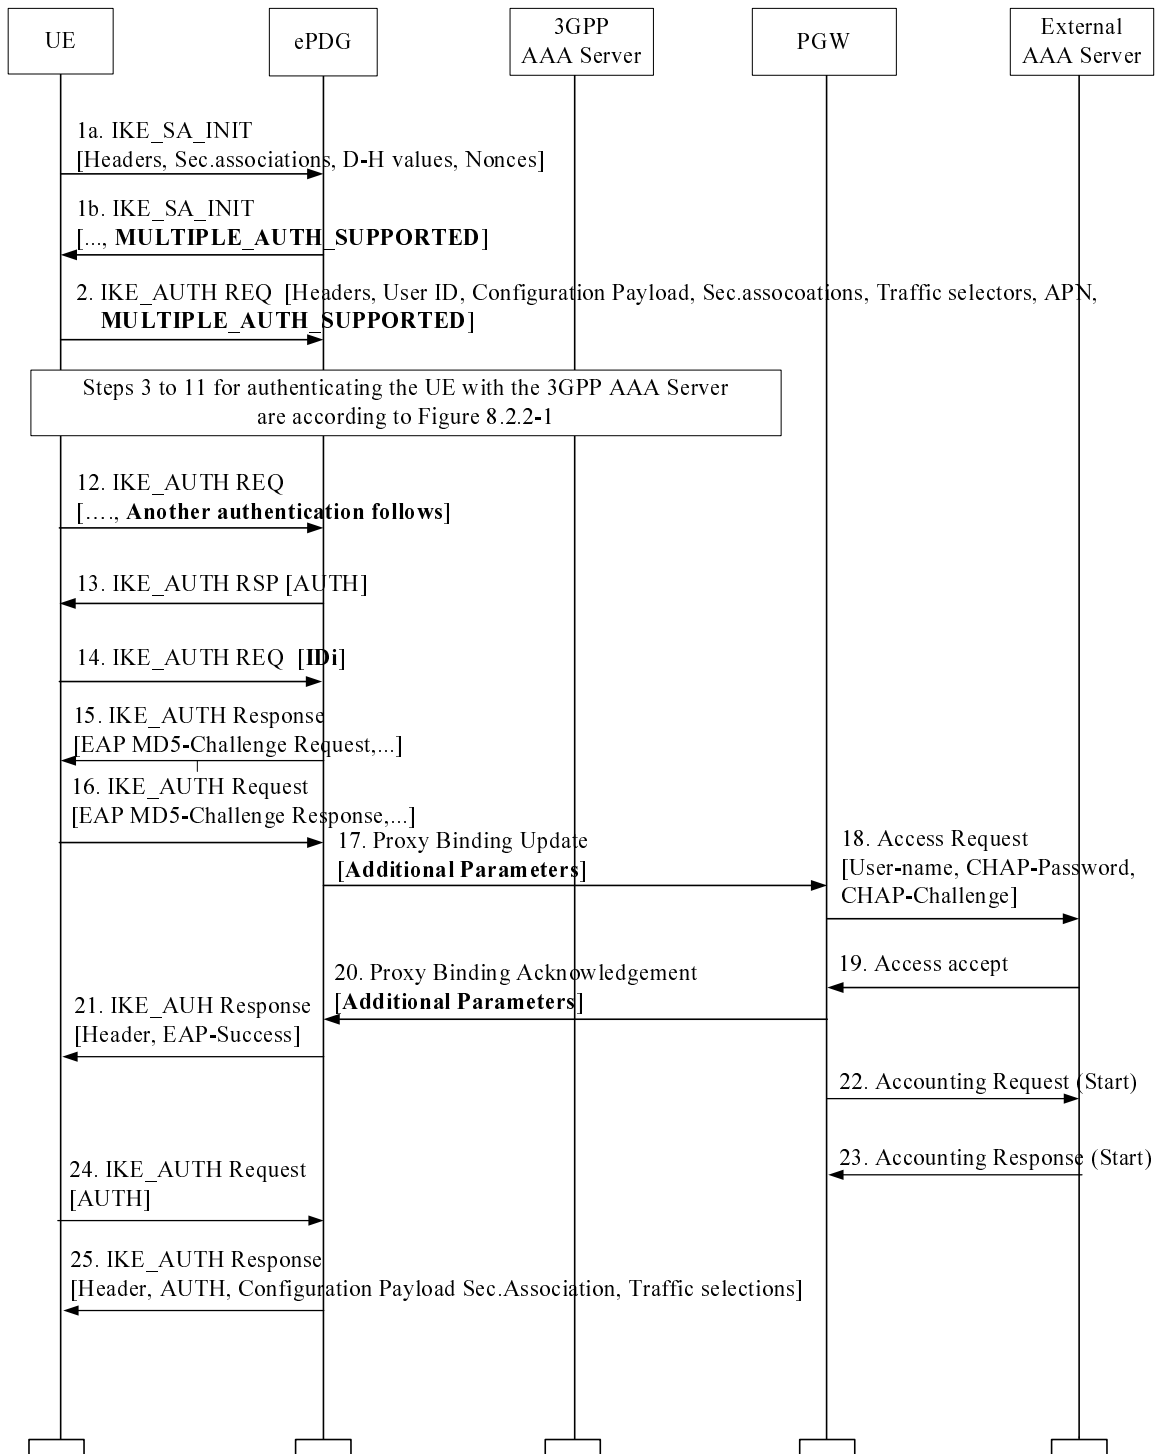 UE
ePDG
3GPP
AAA Server
PGW
External
AAA Server
1a. IKE_SA_INIT
[Headers, Sec.associations, D-H values, Nonces]
1b. IKE_SA_INIT
[..., MULTIPLE_AUTH_SUPPORTED]
2. IKE_AUTH REQ [Headers, User ID, Configuration Payload, Sec.assocoations, Traffic selectors, APN,
MULTIPLE_AUTH_SUPPORTED]
Steps 3 to 11 for authenticating the UE with the 3GPP AAA Server
are according to Figure 8.2.2-1
12. IKE_AUTH REQ
[…., Another authentication follows]
13. IKE_AUTH RSP [AUTH]
14. IKE_AUTH REQ [IDi]
15. IKE_AUTH Response
[EAP MD5-Challenge Request,...]
16. IKE_AUTH Request
[EAP MD5-Challenge Response,...]
17. Proxy Binding Update
[Additional Parameters]
18. Access Request
[User-name, CHAP-Password,
CHAP-Challenge]
19. Access accept
20. Proxy Binding Acknowledgement
[Additional Parameters]
21. IKE_AUH Response
[Header, EAP-Success]
22. Accounting Request (Start)
23. Accounting Response (Start)
24. IKE_AUTH Request
[AUTH]
25. IKE_AUTH Response
[Header, AUTH, Configuration Payload Sec.Association, Traffic selections]